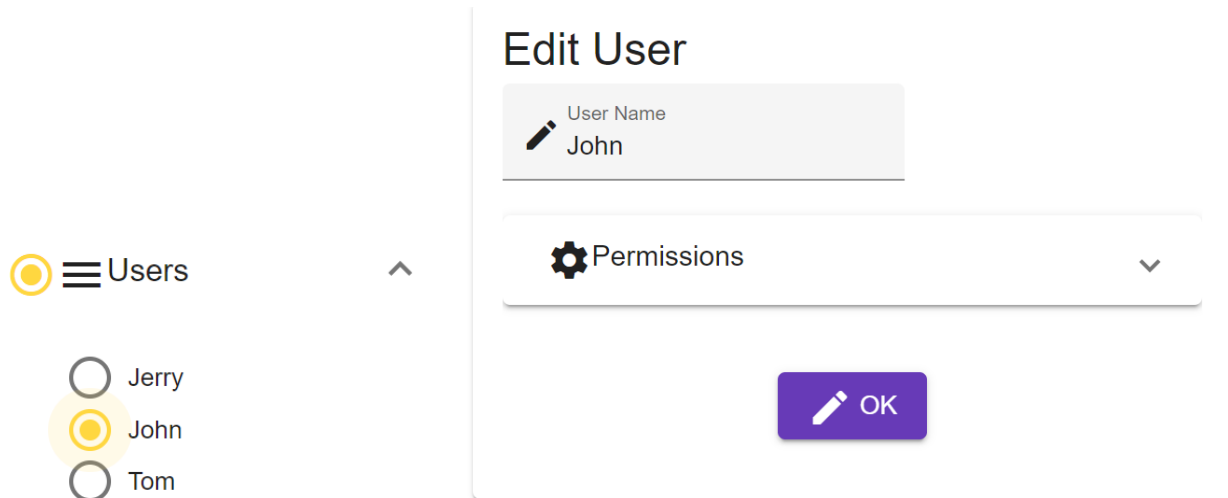 Edit User
User Name
John
Users
Permissions
Jerry
John
Tom
OK